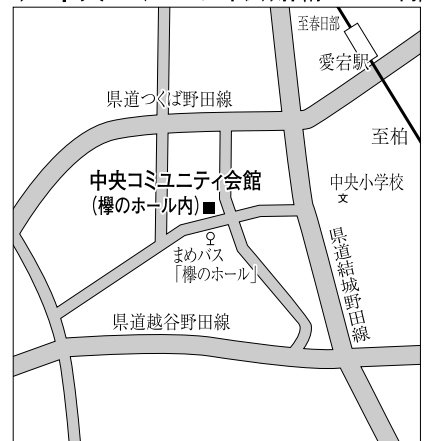 至春日部
愛宕駅
県道つくば野田線
至柏
中央コミュニティ会館
(欅のホール内)
中央小学校
文
まめバス
「欅のホール」
県道結城野田線
県道越谷野田線